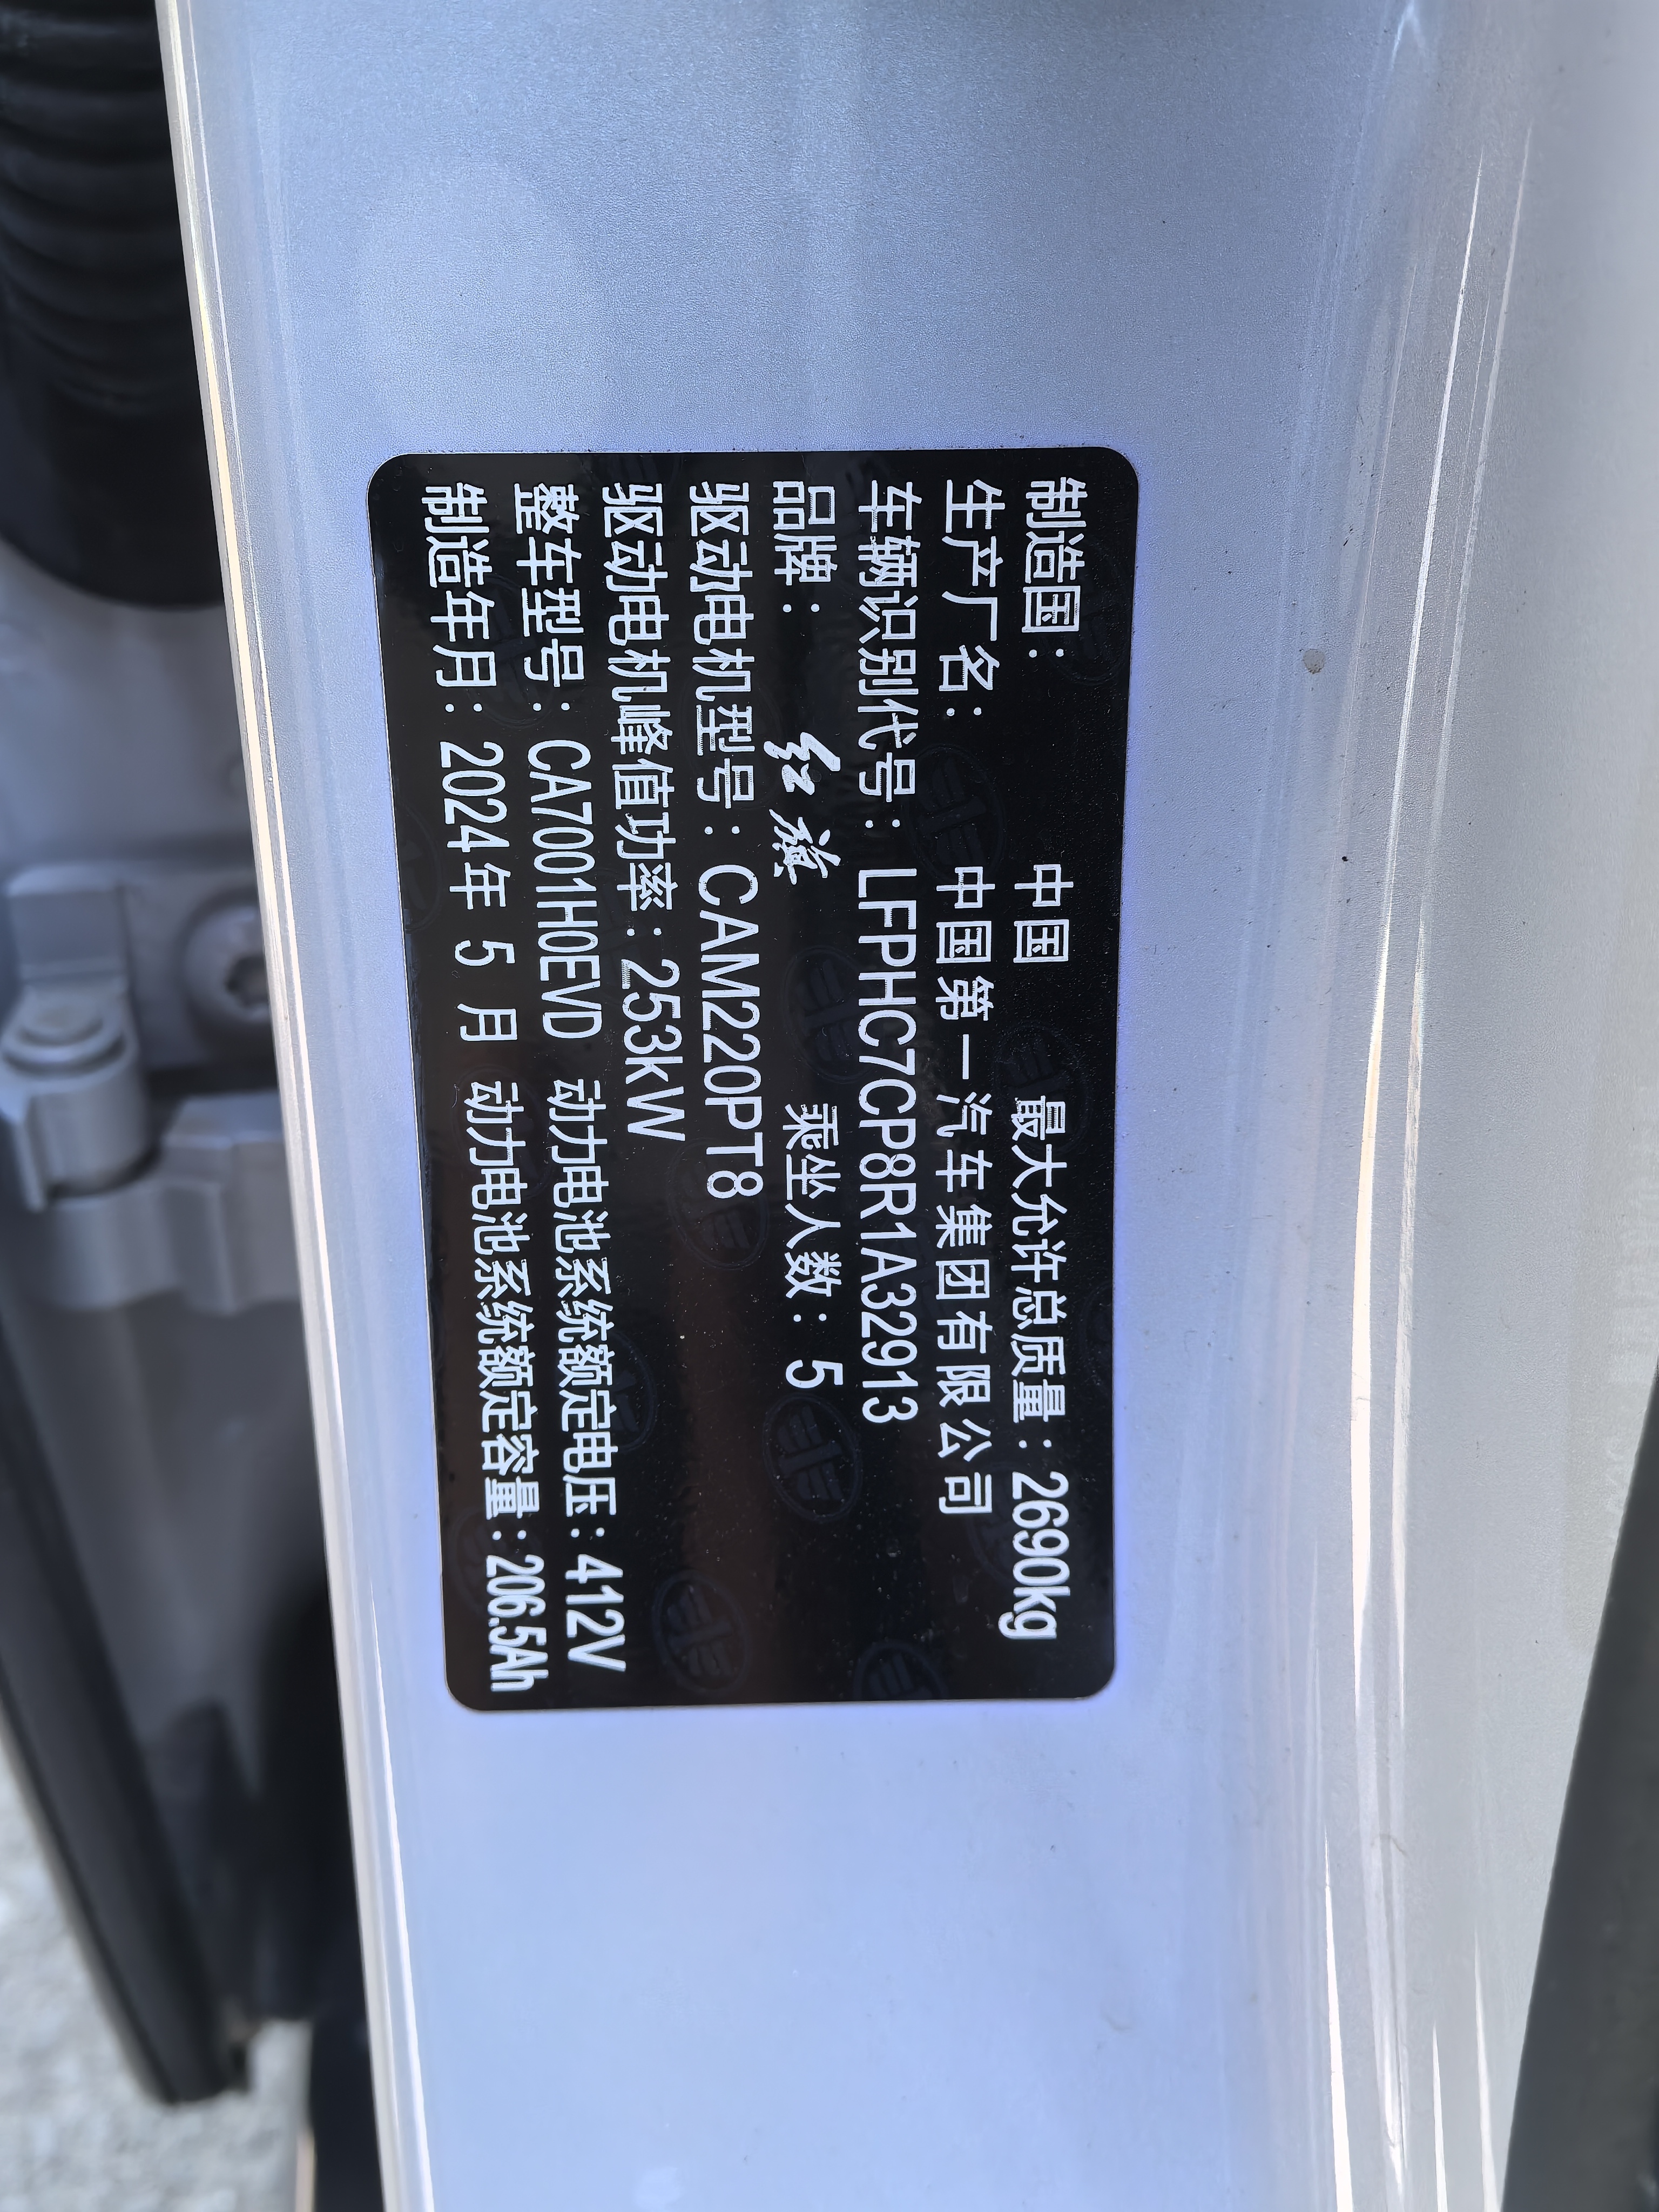 制造国： 中国 最大允许总质量：2690kg
生产厂名： 中国第一汽车集团有限公司
车辆识别代号：LFPHC7CP8R1A32913
品牌： 红旗 乘坐人数：5
驱动电机型号：CAM220PT8
驱动电机峰值功率：253kW
整车型号：CA7001H0EVD 动力电池系统额定电压：412V
制造年月：2024年 5 月 动力电池系统额定容量：206.5Ah